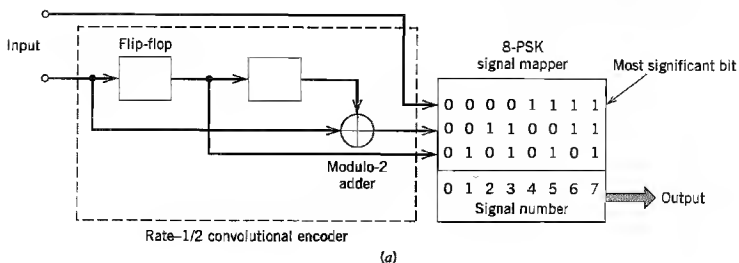 Input
Flip-flop
Modulo-2
adder
Rate–1/2 convolutional encoder
8-PSK
signal mapper
Most significant bit
0 0 0 0 1 1 1 1
0 0 1 1 0 0 1 1
0 1 0 1 0 1 0 1
0 1 2 3 4 5 6 7
Signal number
Output
(a)